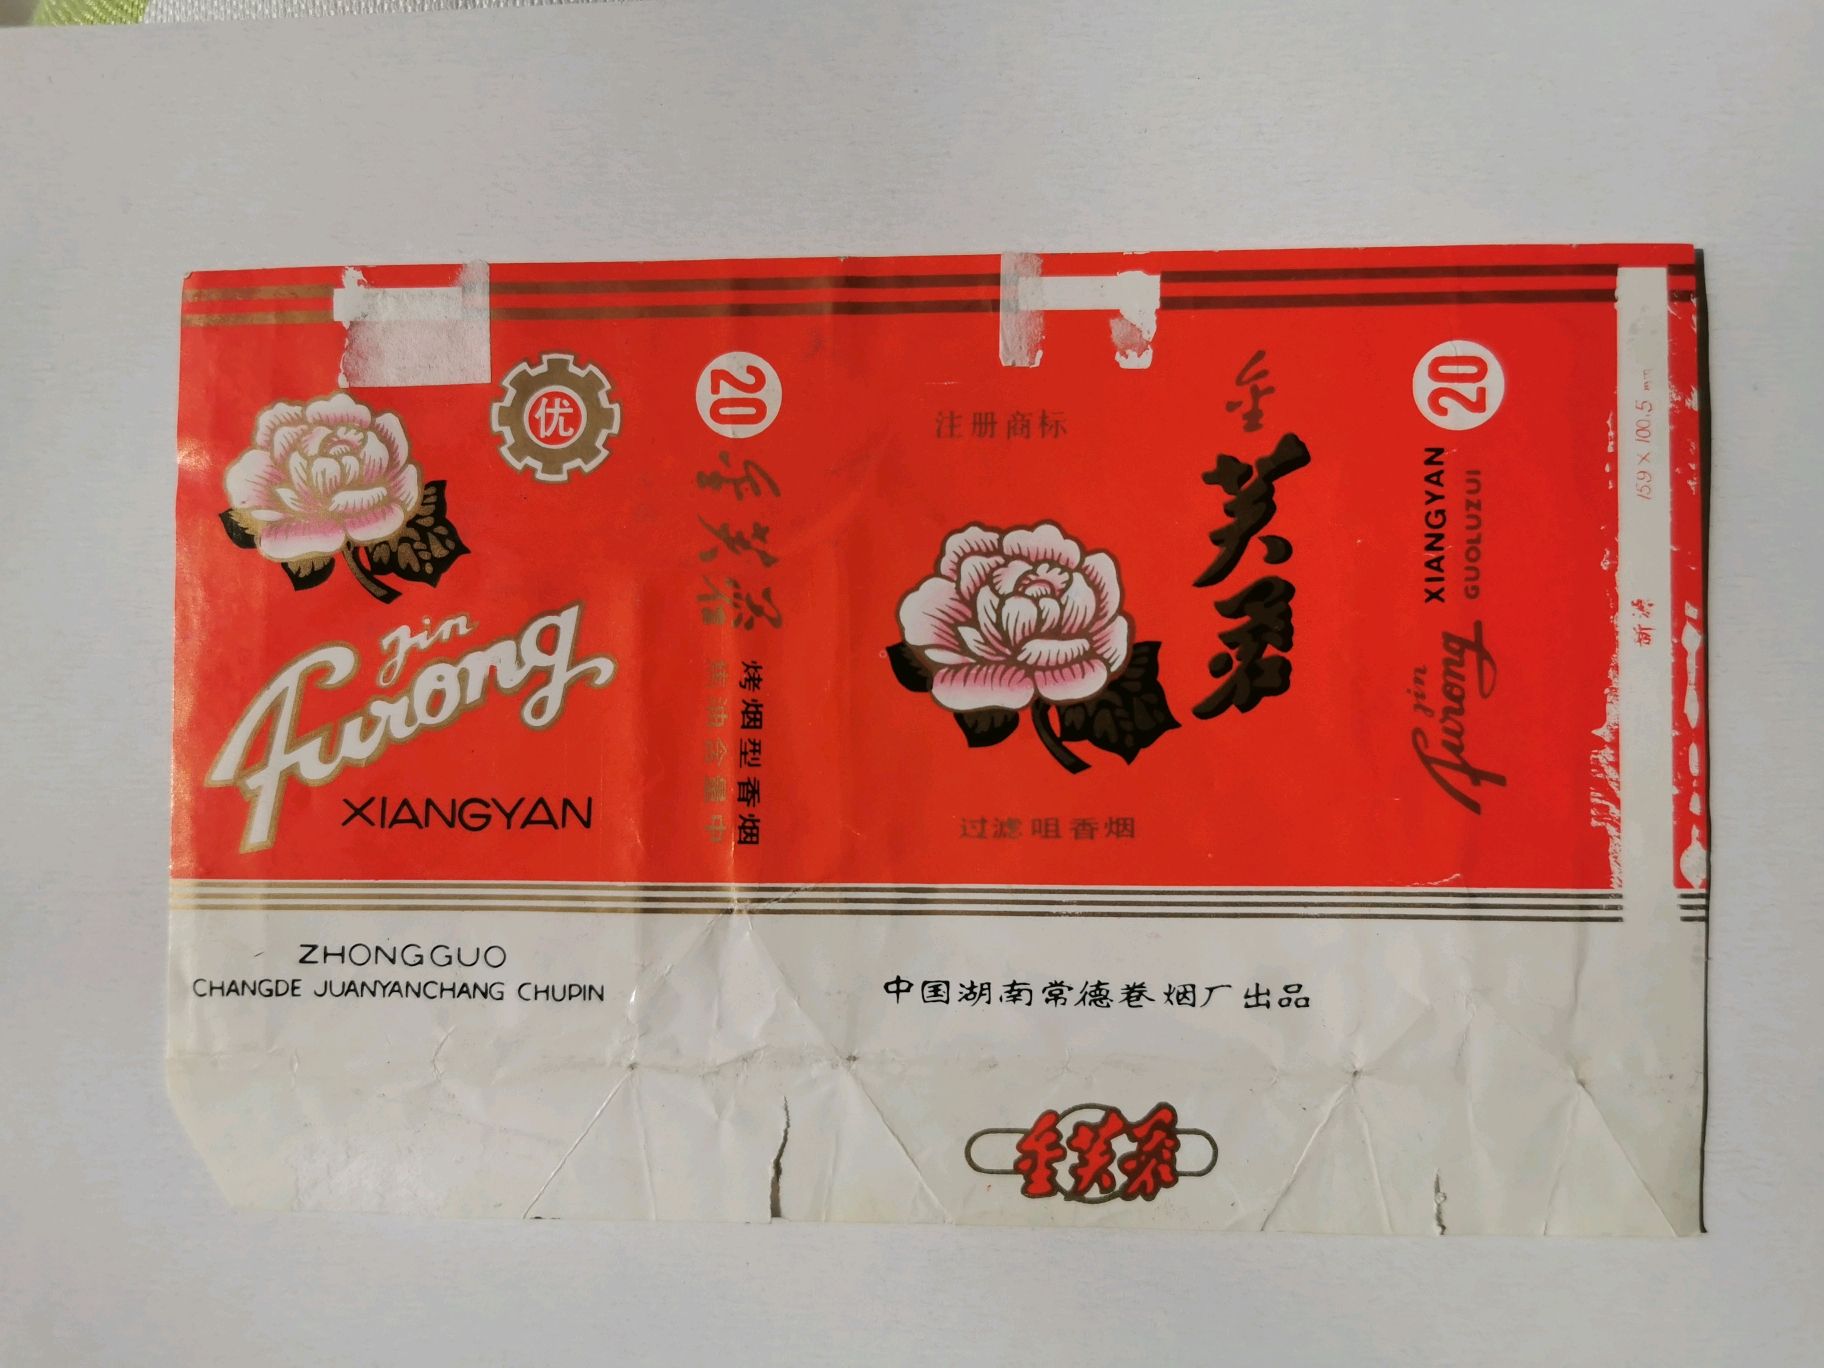 优
Jin
Furong
XIANGYAN
ZHONGGUO
CHANGDE JUANYANCHANG CHUPIN
20
金芙蓉
烤烟型香烟
焦油含量中
注册商标
金芙蓉
过滤咀香烟
中国湖南常德卷烟厂出品
金芙蓉
20
XIANGYAN
GUOLUZUI
Jin
Furong
159×100.5mm